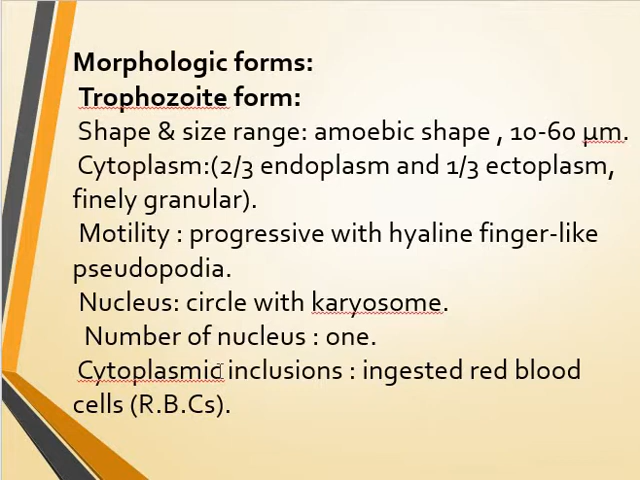 Morphologic forms:
Trophozoite form:
Shape & size range: amoebic shape , 10-60 µm.
Cytoplasm:(2/3 endoplasm and 1/3 ectoplasm,
finely granular).
Motility : progressive with hyaline finger-like
pseudopodia.
Nucleus: circle with karyosome.
Number of nucleus : one.
Cytoplasmic inclusions : ingested red blood
cells (R.B.Cs).